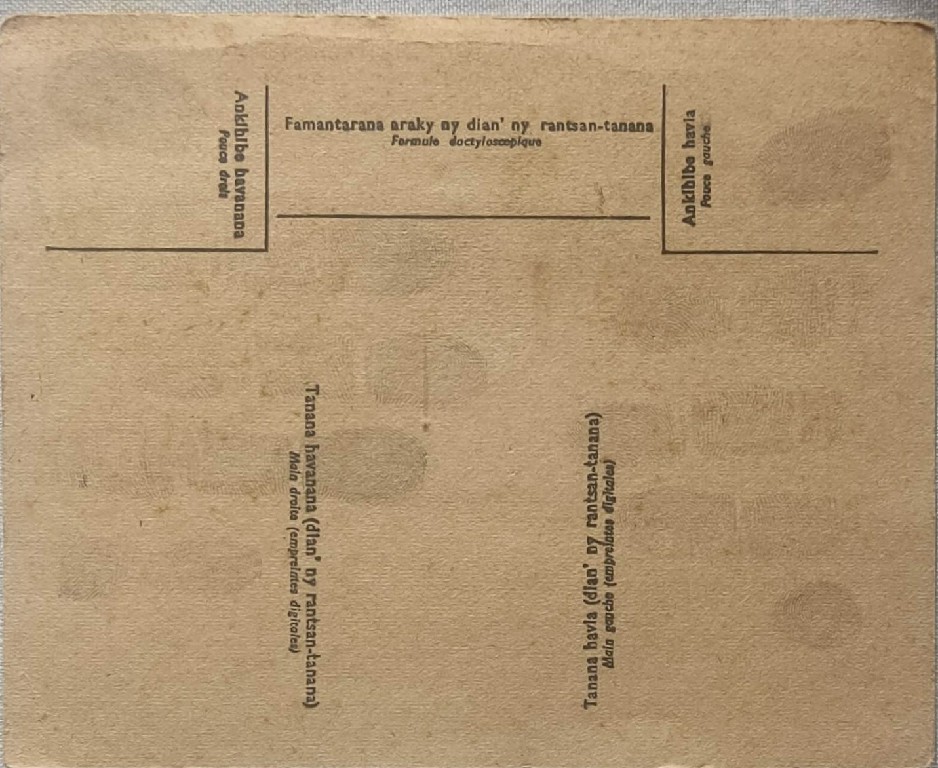 Famantarana araky ny dian' ny rantsan-tanana
Formule dactyloscopique
Ankihibe havanana
Pouce droit
Ankihibe havia
Pouce gauche
Tanana havanana (dian' ny rantsan-tanana)
Main droite (empreintes digitales)
Tanana havia (dian' ny rantsan-tanana)
Main gauche (empreintes digitales)